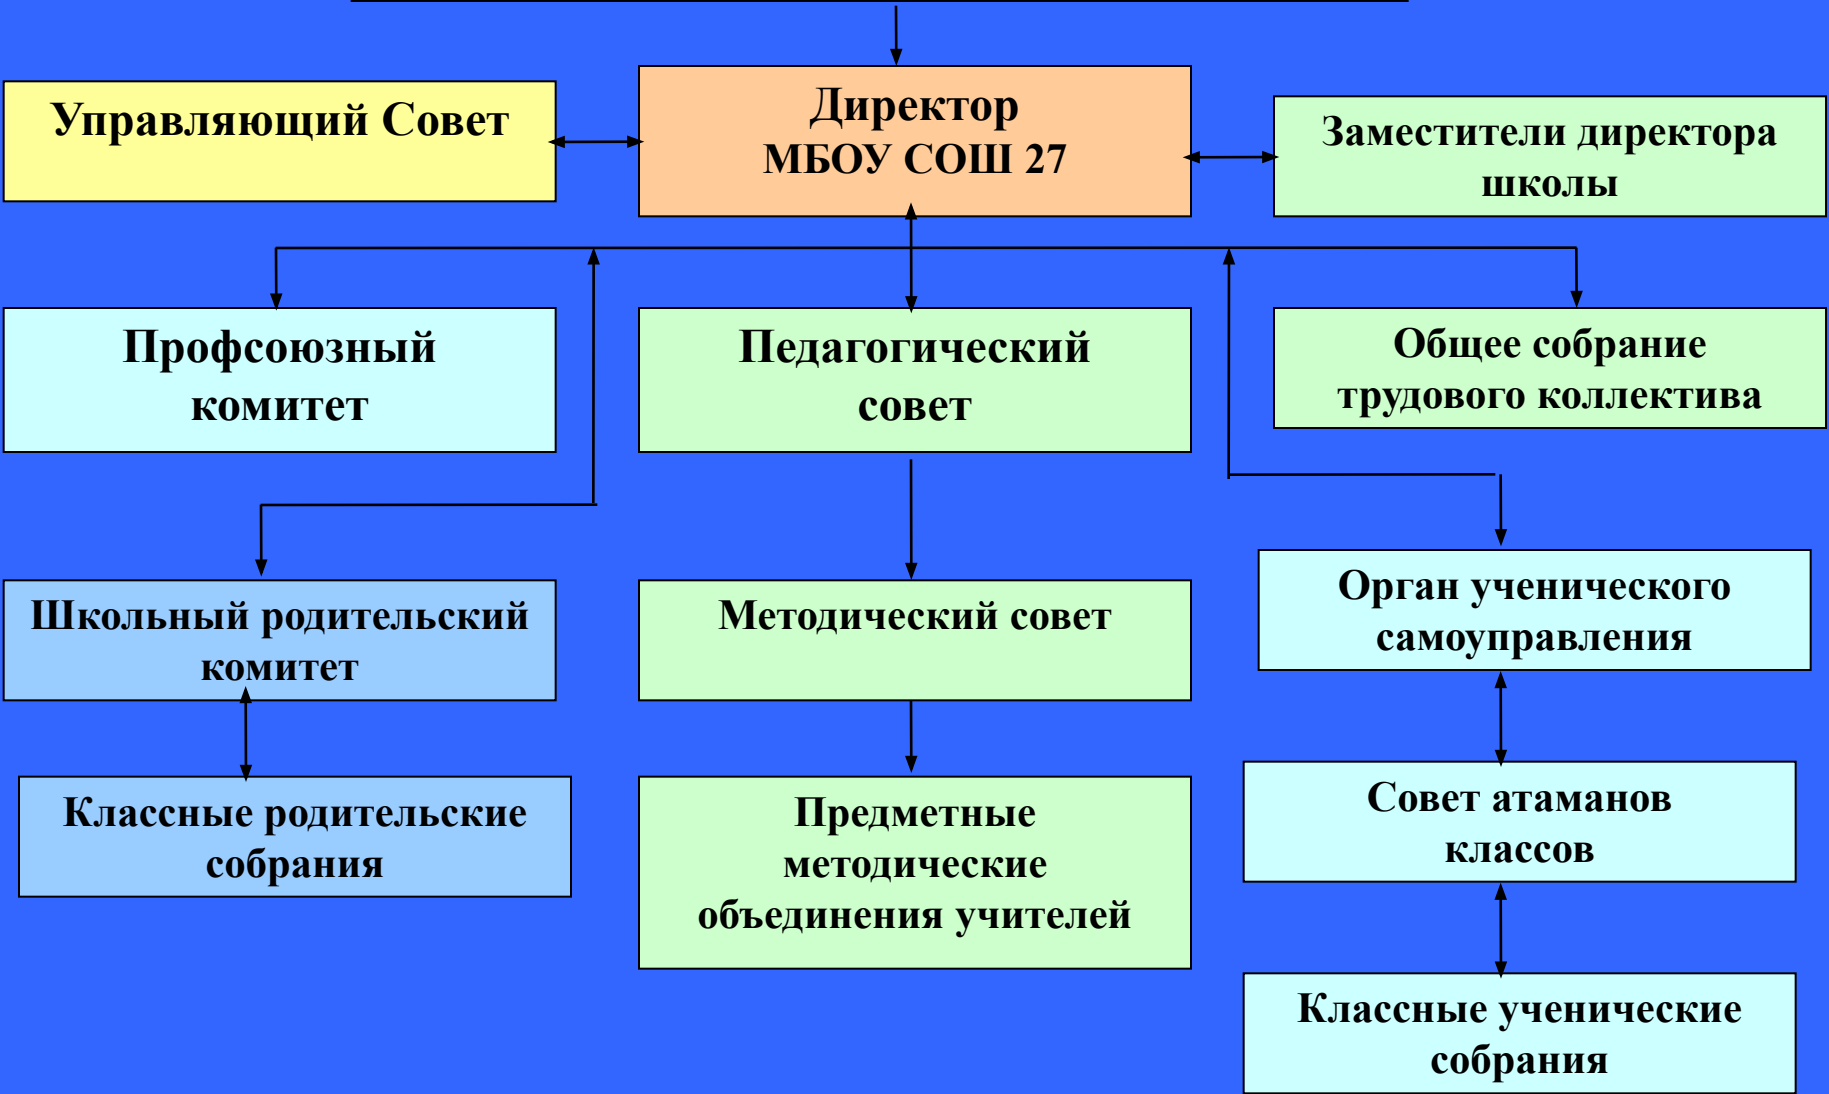 Управляющий Совет
Директор
МБОУ СОШ 27
Заместители директора
школы
Профсоюзный
комитет
Педагогический
совет
Общее собрание
трудового коллектива
Школьный родительский
комитет
Методический совет
Орган ученического
самоуправления
Классные родительские
собрания
Предметные
методические
объединения учителей
Совет атаманов
классов
Классные ученические
собрания